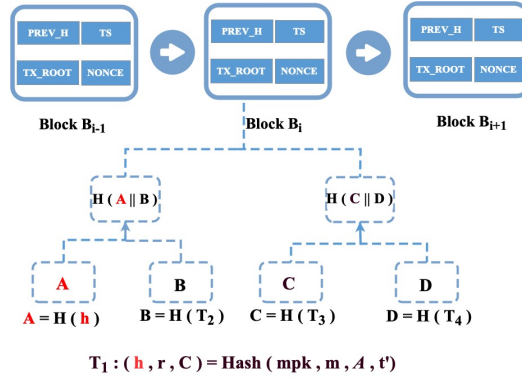 PREV_H TS
TX_ROOT NONCE
Block Bi-1
PREV_H TS
TX_ROOT NONCE
Block Bi
PREV_H TS
TX_ROOT NONCE
Block Bi+1
H ( A || B )
H ( C || D )
A
B
C
D
A = H ( h )
B = H ( T2 )
C = H ( T3 )
D = H ( T4 )
T1 : ( h , r , C ) = Hash ( mpk , m , A , t' )